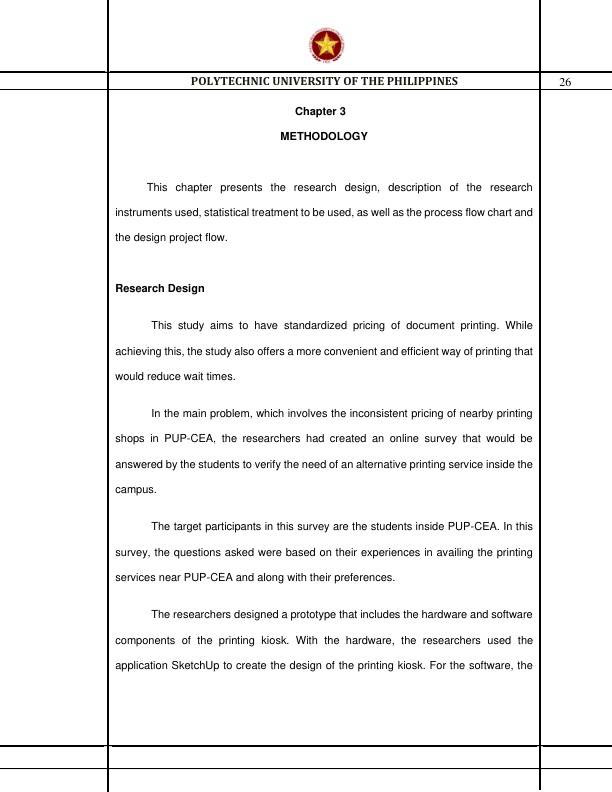 POLYTECHNIC UNIVERSITY OF THE PHILIPPINES 26
Chapter 3
METHODOLOGY
This chapter presents the research design, description of the research
instruments used, statistical treatment to be used, as well as the process flow chart and
the design project flow.
Research Design
This study aims to have standardized pricing of document printing. While
achieving this, the study also offers a more convenient and efficient way of printing that
would reduce wait times.
In the main problem, which involves the inconsistent pricing of nearby printing
shops in PUP-CEA, the researchers had created an online survey that would be
answered by the students to verify the need of an alternative printing service inside the
campus.
The target participants in this survey are the students inside PUP-CEA. In this
survey, the questions asked were based on their experiences in availing the printing
services near PUP-CEA and along with their preferences.
The researchers designed a prototype that includes the hardware and software
components of the printing kiosk. With the hardware, the researchers used the
application SketchUp to create the design of the printing kiosk. For the software, the